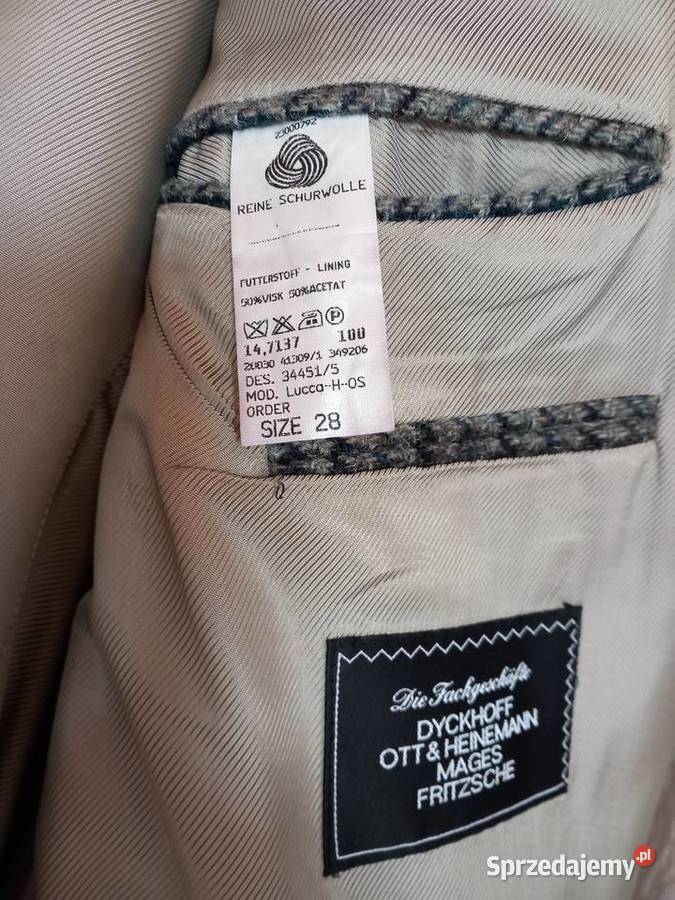 23000792
REINE SCHURWOLLE
FUTTERSTOFF - LINING
50%VISK 50%ACETAT
P
14,7137 100
28030 41309/1 349206
DES. 34451/5
MOD. Lucca-H-OS
ORDER
SIZE 28
Die Fachgeschäfte
DYCKHOFF
OTT & HEINEMANN
MAGES
FRITZSCHE
Sprzedajemy.pl